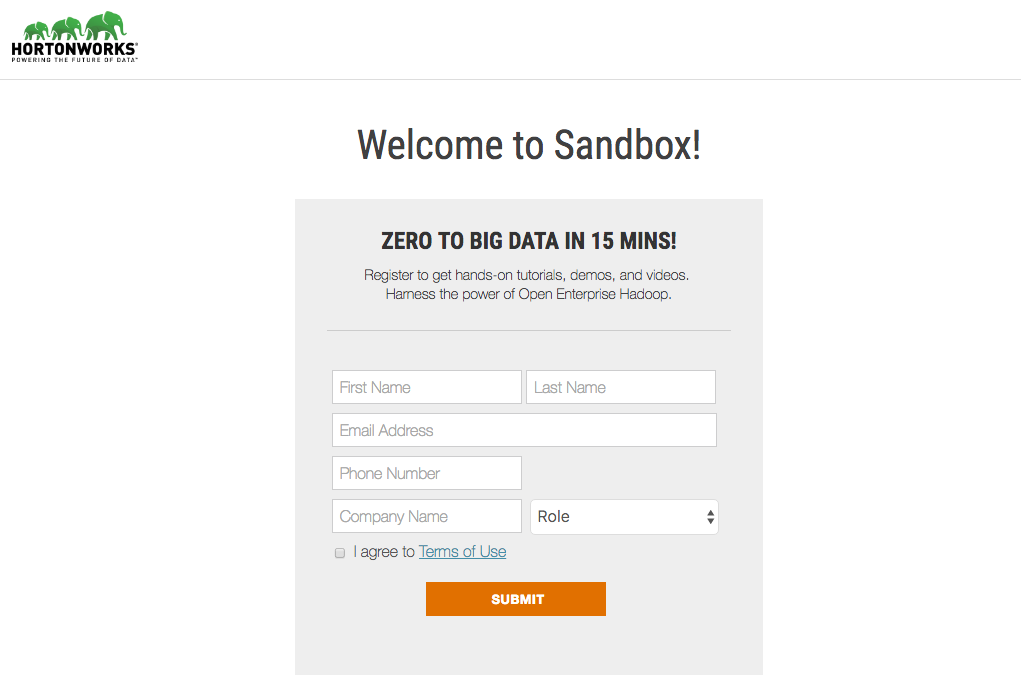 HORTONWORKS®
POWERING THE FUTURE OF DATA™
Welcome to Sandbox!
ZERO TO BIG DATA IN 15 MINS!
Register to get hands-on tutorials, demos, and videos.
Harness the power of Open Enterprise Hadoop.
First Name Last Name
Email Address
Phone Number
Company Name Role
I agree to Terms of Use
SUBMIT